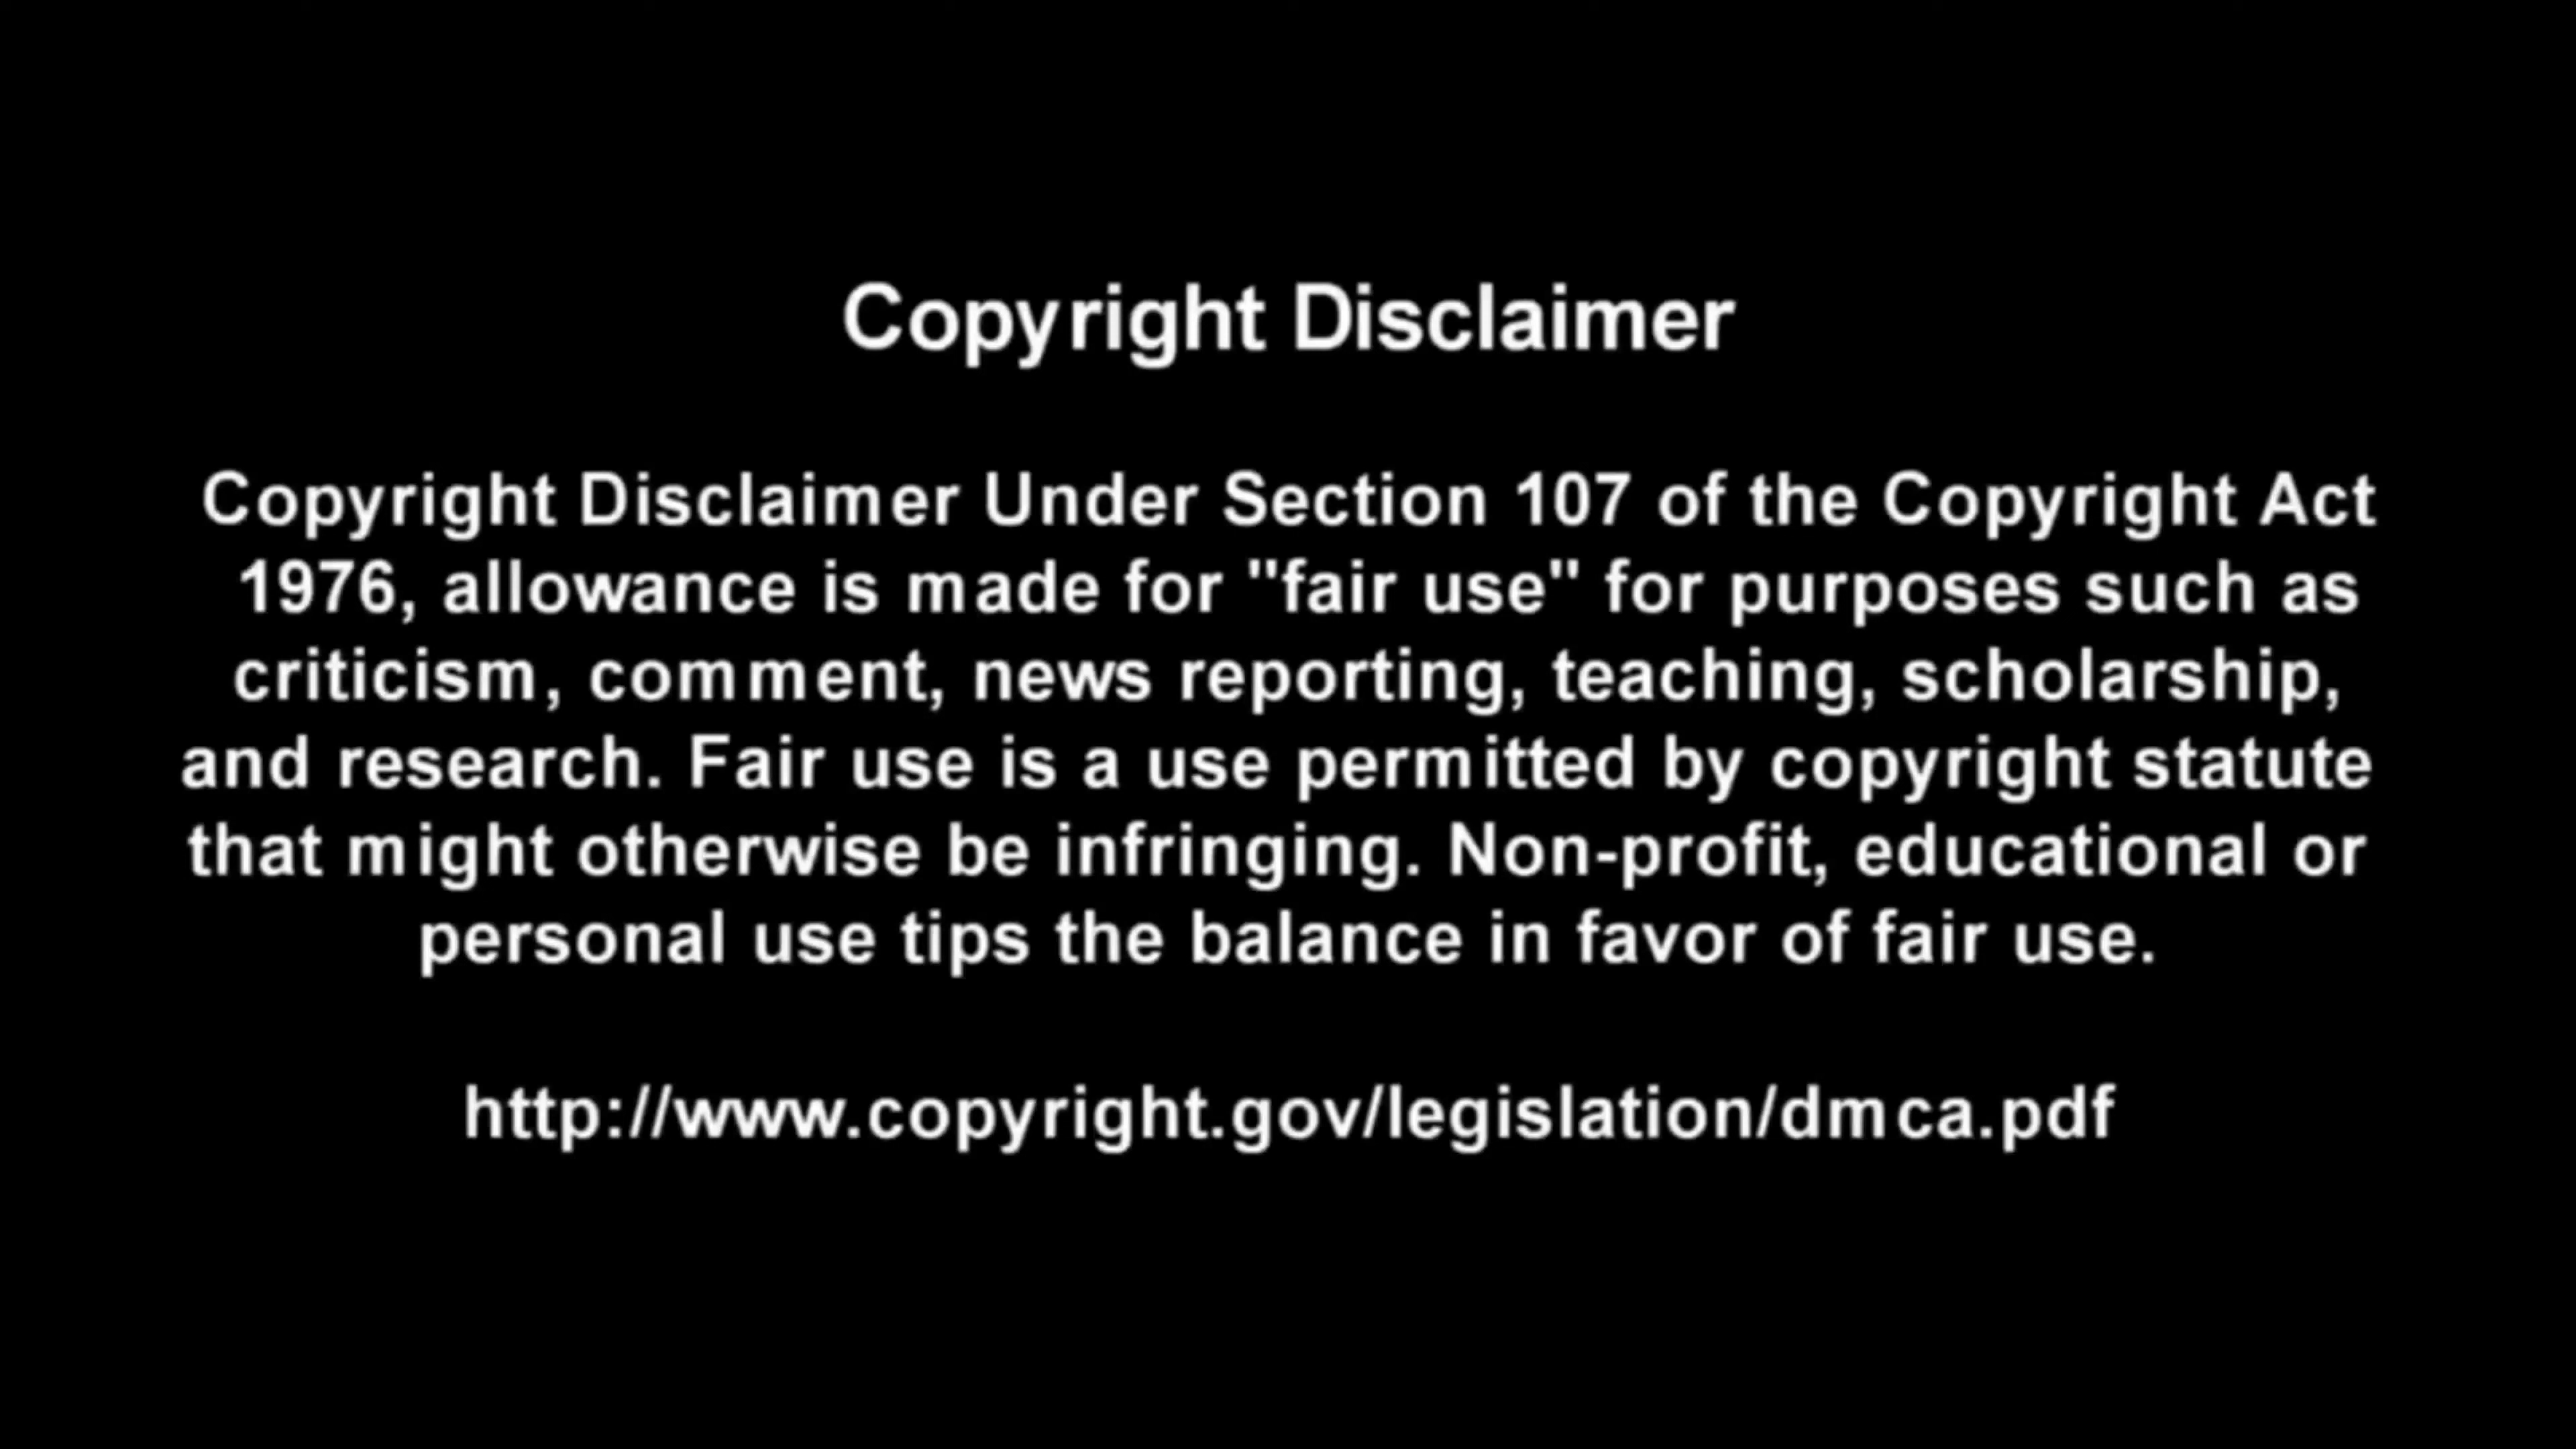 Copyright Disclaimer
Copyright Disclaimer Under Section 107 of the Copyright Act
1976, allowance is made for "fair use" for purposes such as
criticism, comment, news reporting, teaching, scholarship,
and research. Fair use is a use permitted by copyright statute
that might otherwise be infringing. Non-profit, educational or
personal use tips the balance in favor of fair use.
http://www.copyright.gov/legislation/dmca.pdf